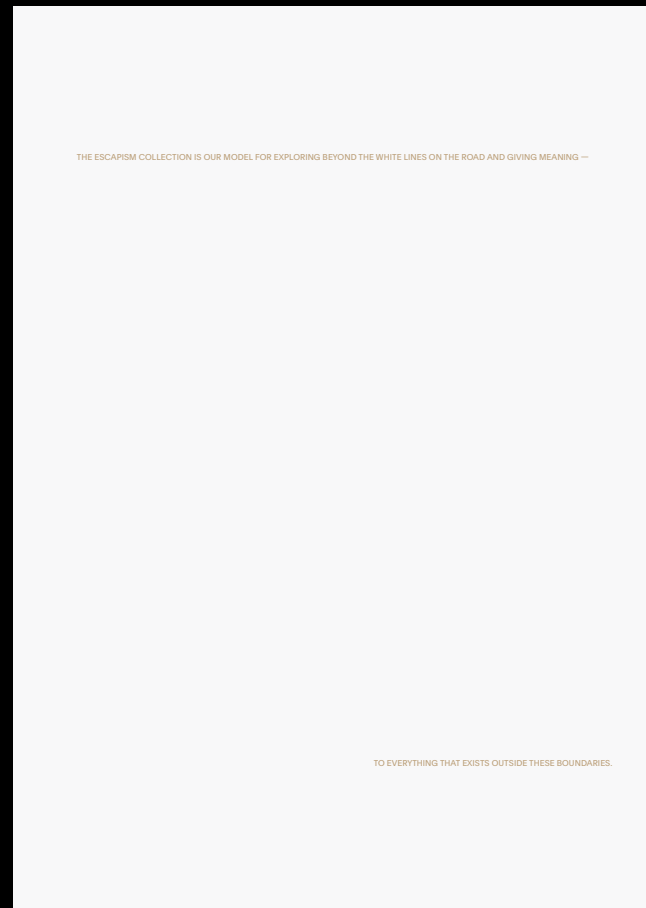 THE ESCAPISM COLLECTION IS OUR MODEL FOR EXPLORING BEYOND THE WHITE LINES ON THE ROAD AND GIVING MEANING —
TO EVERYTHING THAT EXISTS OUTSIDE THESE BOUNDARIES.